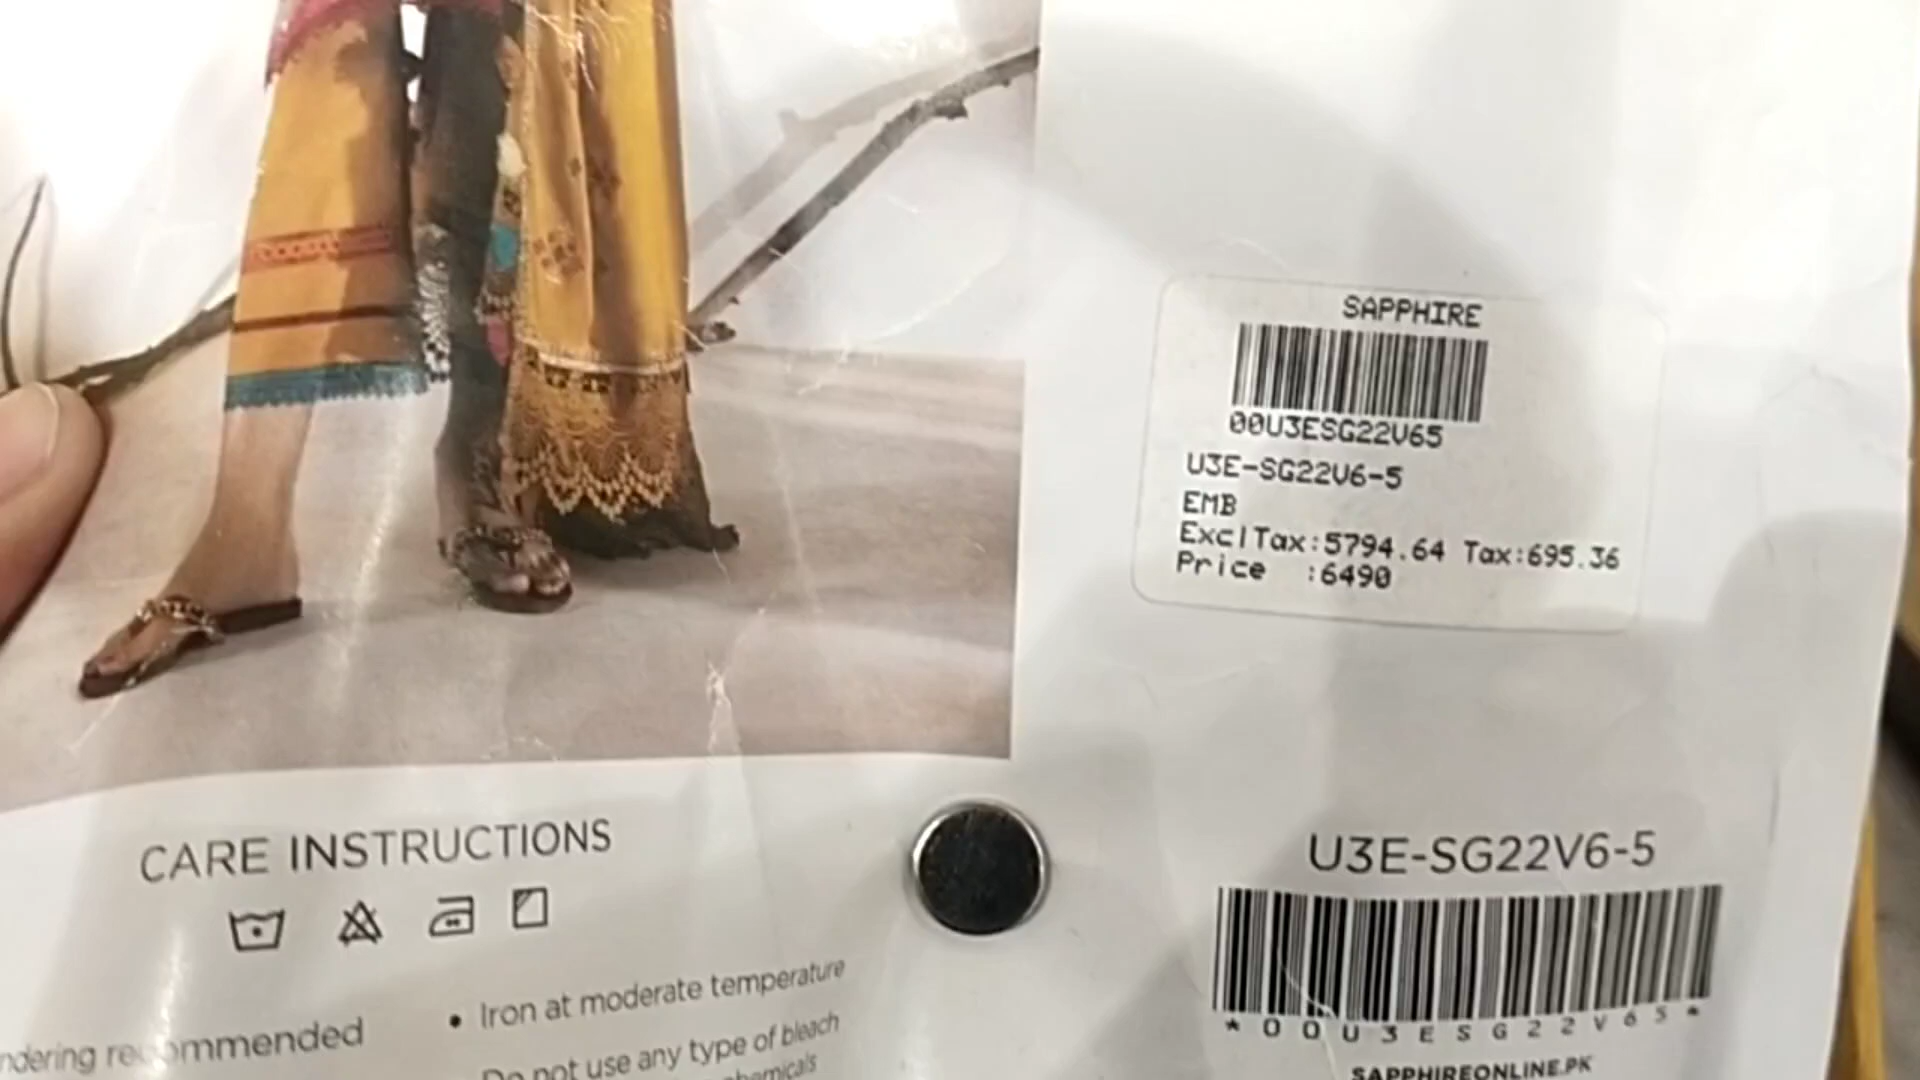 SAPPHIRE
00U3ESG22V65
U3E-SG22V6-5
EMB
ExclTax:5794.64 Tax:695.36
Price :6490
CARE INSTRUCTIONS
recommended
• Iron at moderate temperature
Do not use any type of bleach
U3E-SG22V6-5
*00U3ESG22V65*
SAPPHIREONLINE.PK